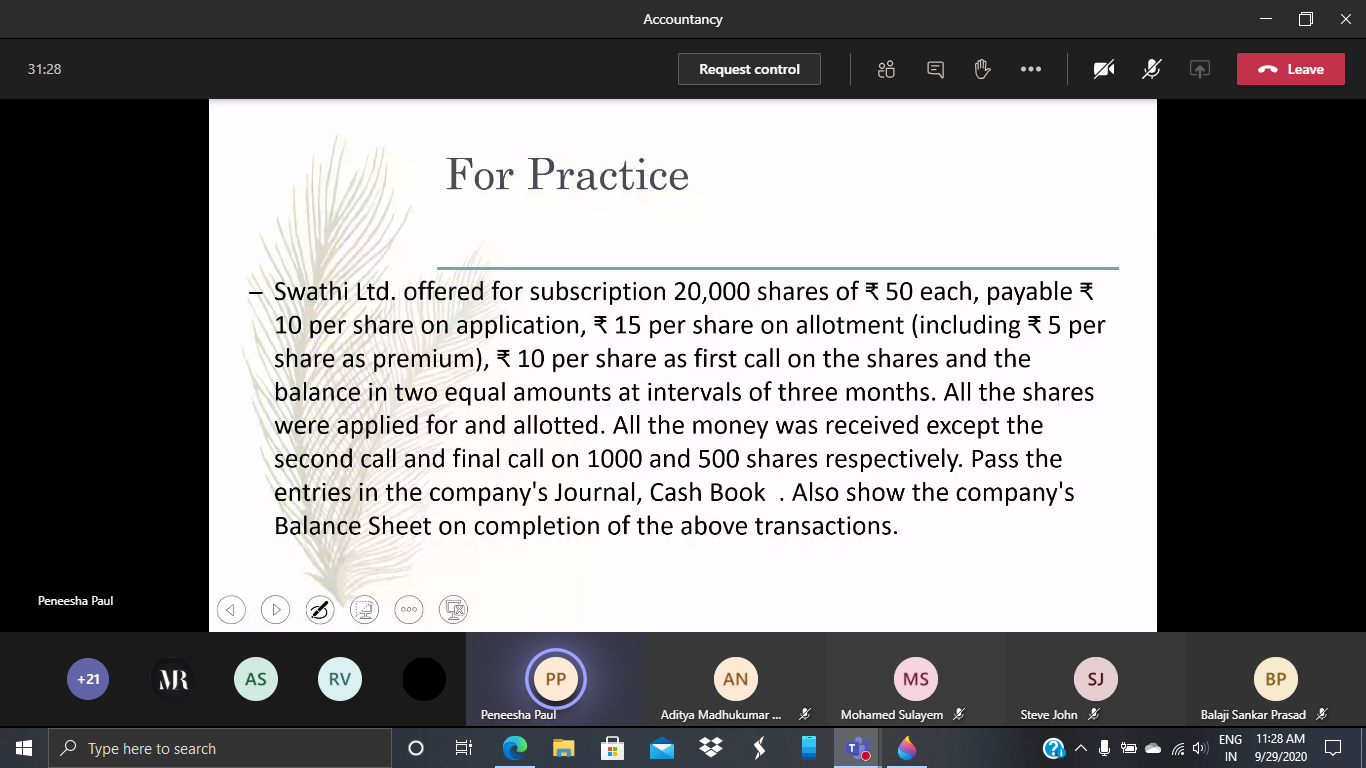 Accountancy
31:28
Request control
Leave
For Practice
– Swathi Ltd. offered for subscription 20,000 shares of ₹ 50 each, payable ₹
10 per share on application, ₹ 15 per share on allotment (including ₹ 5 per
share as premium), ₹ 10 per share as first call on the shares and the
balance in two equal amounts at intervals of three months. All the shares
were applied for and allotted. All the money was received except the
second call and final call on 1000 and 500 shares respectively. Pass the
entries in the company's Journal, Cash Book . Also show the company's
Balance Sheet on completion of the above transactions.
Peneesha Paul
+21
MR
AS
RV
PP
Peneesha Paul
AN
Aditya Madhukumar ...
MS
Mohamed Sulayem
SJ
Steve John
BP
Balaji Sankar Prasad
Type here to search
ENG
IN
11:28 AM
9/29/2020